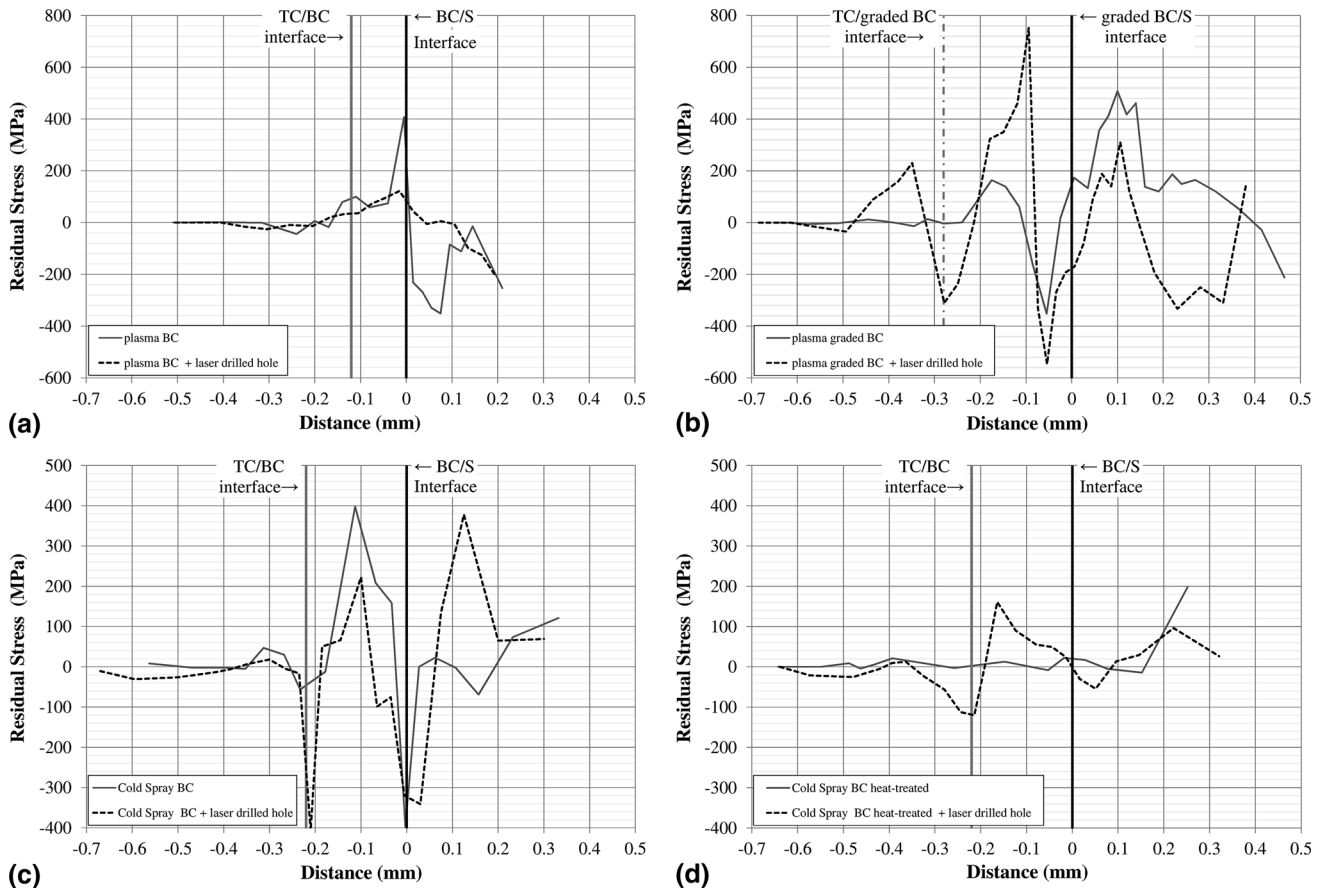 TC/BC
interface→
← BC/S
Interface
Residual Stress (MPa)
800
600
400
200
0
-200
-400
-600
plasma BC
plasma BC + laser drilled hole
-0.7 -0.6 -0.5 -0.4 -0.3 -0.2 -0.1 0 0.1 0.2 0.3 0.4 0.5
Distance (mm)
(a)
TC/graded BC
interface→
← graded BC/S
interface
Residual Stress (MPa)
800
600
400
200
0
-200
-400
-600
plasma graded BC
plasma graded BC + laser drilled hole
-0.7 -0.6 -0.5 -0.4 -0.3 -0.2 -0.1 0 0.1 0.2 0.3 0.4 0.5
Distance (mm)
(b)
TC/BC
interface→
← BC/S
Interface
Residual Stress (MPa)
500
400
300
200
100
0
-100
-200
-300
-400
Cold Spray BC
Cold Spray BC + laser drilled hole
-0.7 -0.6 -0.5 -0.4 -0.3 -0.2 -0.1 0 0.1 0.2 0.3 0.4 0.5
Distance (mm)
(c)
TC/BC
interface→
← BC/S
Interface
Residual Stress (MPa)
500
400
300
200
100
0
-100
-200
-300
-400
Cold Spray BC heat-treated
Cold Spray BC heat-treated + laser drilled hole
-0.7 -0.6 -0.5 -0.4 -0.3 -0.2 -0.1 0 0.1 0.2 0.3 0.4 0.5
Distance (mm)
(d)